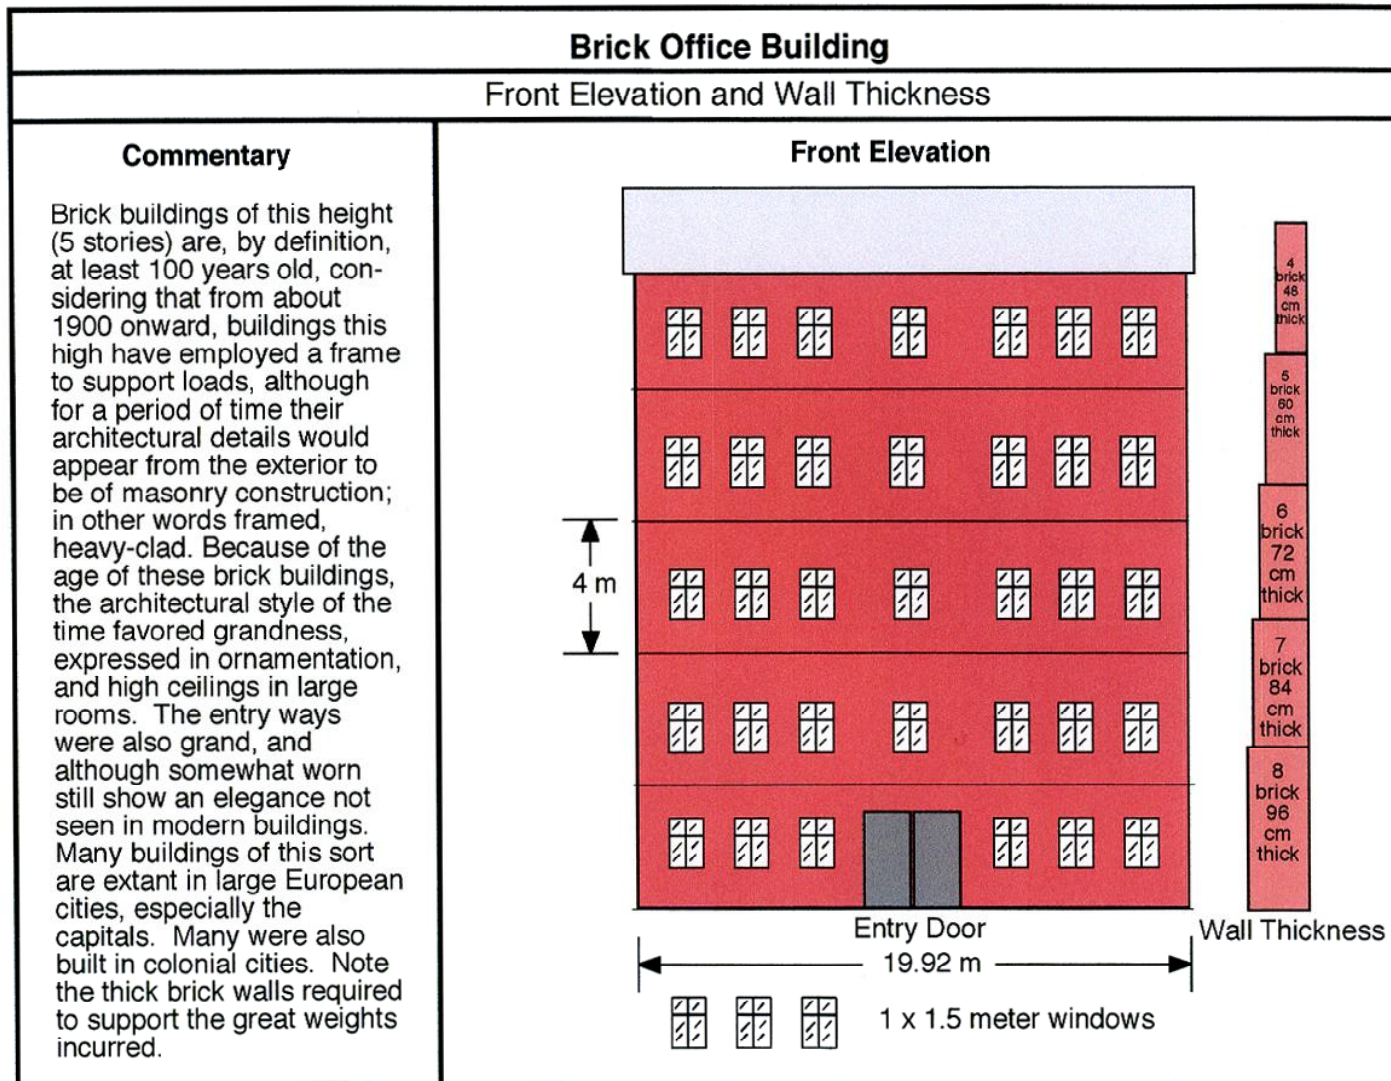 Brick Office Building
Front Elevation and Wall Thickness
Commentary
Brick buildings of this height
(5 stories) are, by definition,
at least 100 years old, con-
sidering that from about
1900 onward, buildings this
high have employed a frame
to support loads, although
for a period of time their
architectural details would
appear from the exterior to
be of masonry construction;
in other words framed,
heavy-clad. Because of the
age of these brick buildings,
the architectural style of the
time favored grandness,
expressed in ornamentation,
and high ceilings in large
rooms. The entry ways
were also grand, and
although somewhat worn
still show an elegance not
seen in modern buildings.
Many buildings of this sort
are extant in large European
cities, especially the
capitals. Many were also
built in colonial cities. Note
the thick brick walls required
to support the great weights
incurred.
Front Elevation
4 m
Entry Door
19.92 m
1 x 1.5 meter windows
4
brick
48
cm
thick
5
brick
60
cm
thick
6
brick
72
cm
thick
7
brick
84
cm
thick
8
brick
96
cm
thick
Wall Thickness